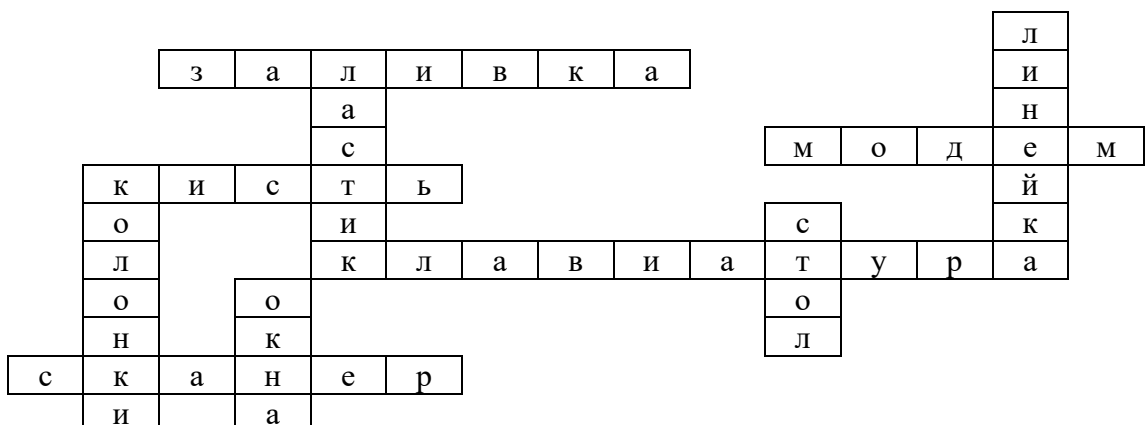 л
з а л и в к а и
а н
с м о д е м
к и с т ь й
о и с к
л к л а в и а т у р а
о о о
н к л
с к а н е р
и а